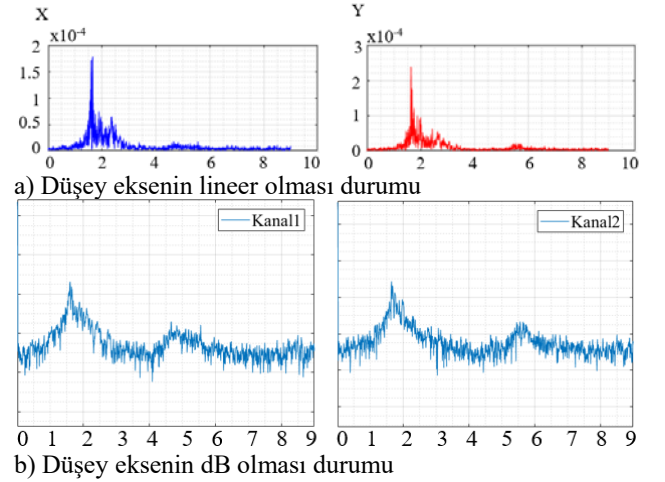 X Y
x10-4 x10-4
2 3
1.5 2
1 1
0.5
0 0
0 2 4 6 8 10 0 2 4 6 8 10
a) Düşey eksenin lineer olması durumu
Kanal1 Kanal2
0 1 2 3 4 5 6 7 8 9 0 1 2 3 4 5 6 7 8 9
b) Düşey eksenin dB olması durumu